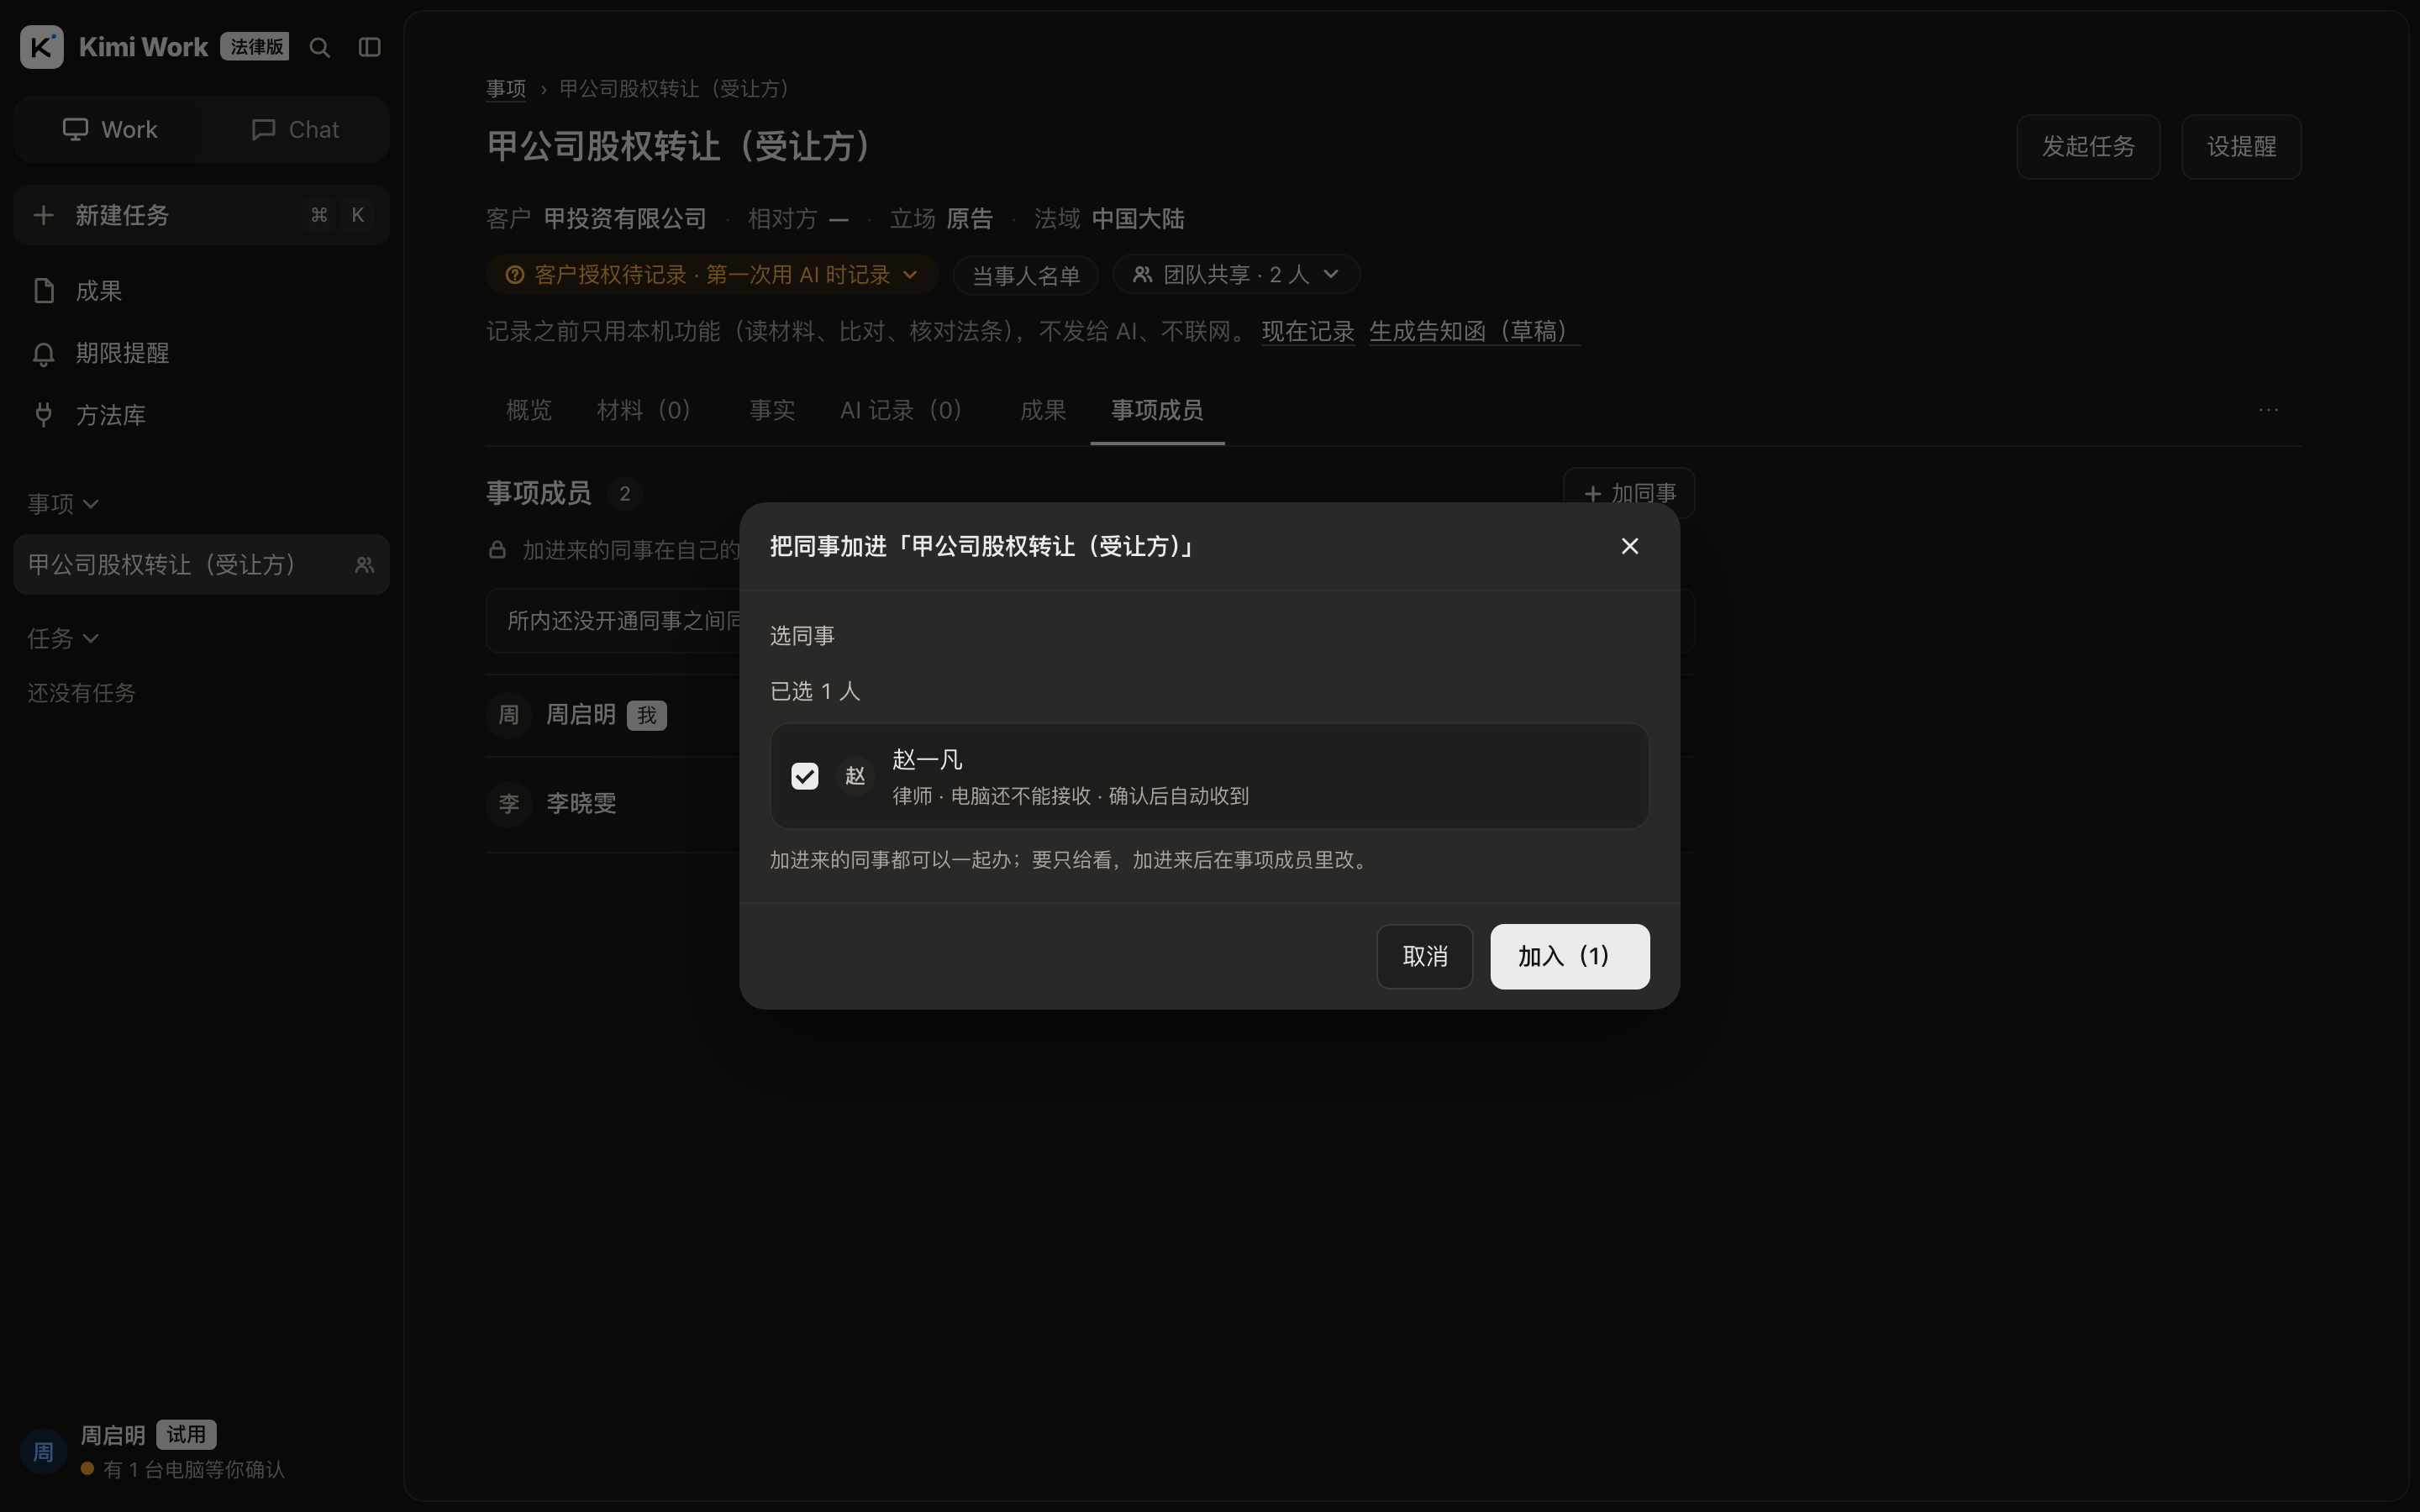 Kimi Work 法律版
Work Chat
新建任务 ⌘ K
成果
期限提醒
方法库
事项
甲公司股权转让（受让方）
任务
还没有任务
周 周启明 试用
有 1 台电脑等你确认
事项 › 甲公司股权转让（受让方）
甲公司股权转让（受让方）
发起任务 设提醒
客户 甲投资有限公司 · 相对方 — · 立场 原告 · 法域 中国大陆
客户授权待记录 · 第一次用 AI 时记录 当事人名单 团队共享 · 2 人
记录之前只用本机功能（读材料、比对、核对法条），不发给 AI、不联网。 现在记录 生成告知函（草稿）
概览 材料（0） 事实 AI 记录（0） 成果 事项成员 ···
事项成员 2
加同事
加进来的同事在自己的
所内还没开通同事之间同
周 周启明 我
李 李晓雯
把同事加进「甲公司股权转让（受让方）」
选同事
已选 1 人
赵 赵一凡
律师 · 电脑还不能接收 · 确认后自动收到
加进来的同事都可以一起办；要只给看，加进来后在事项成员里改。
取消 加入（1）